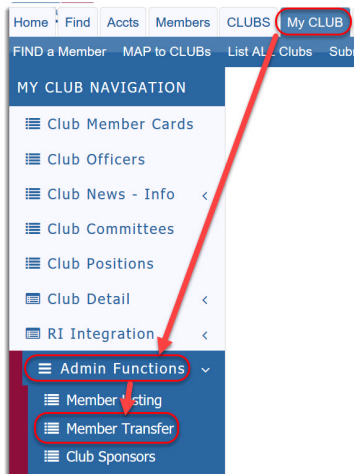 Home Find Accts Members CLUBS My CLUB
FIND a Member MAP to CLUBs List ALL Clubs Sub
MY CLUB NAVIGATION
Club Member Cards
Club Officers
Club News - Info <
Club Committees
Club Positions
Club Detail <
RI Integration <
Admin Functions
Member Listing
Member Transfer
Club Sponsors